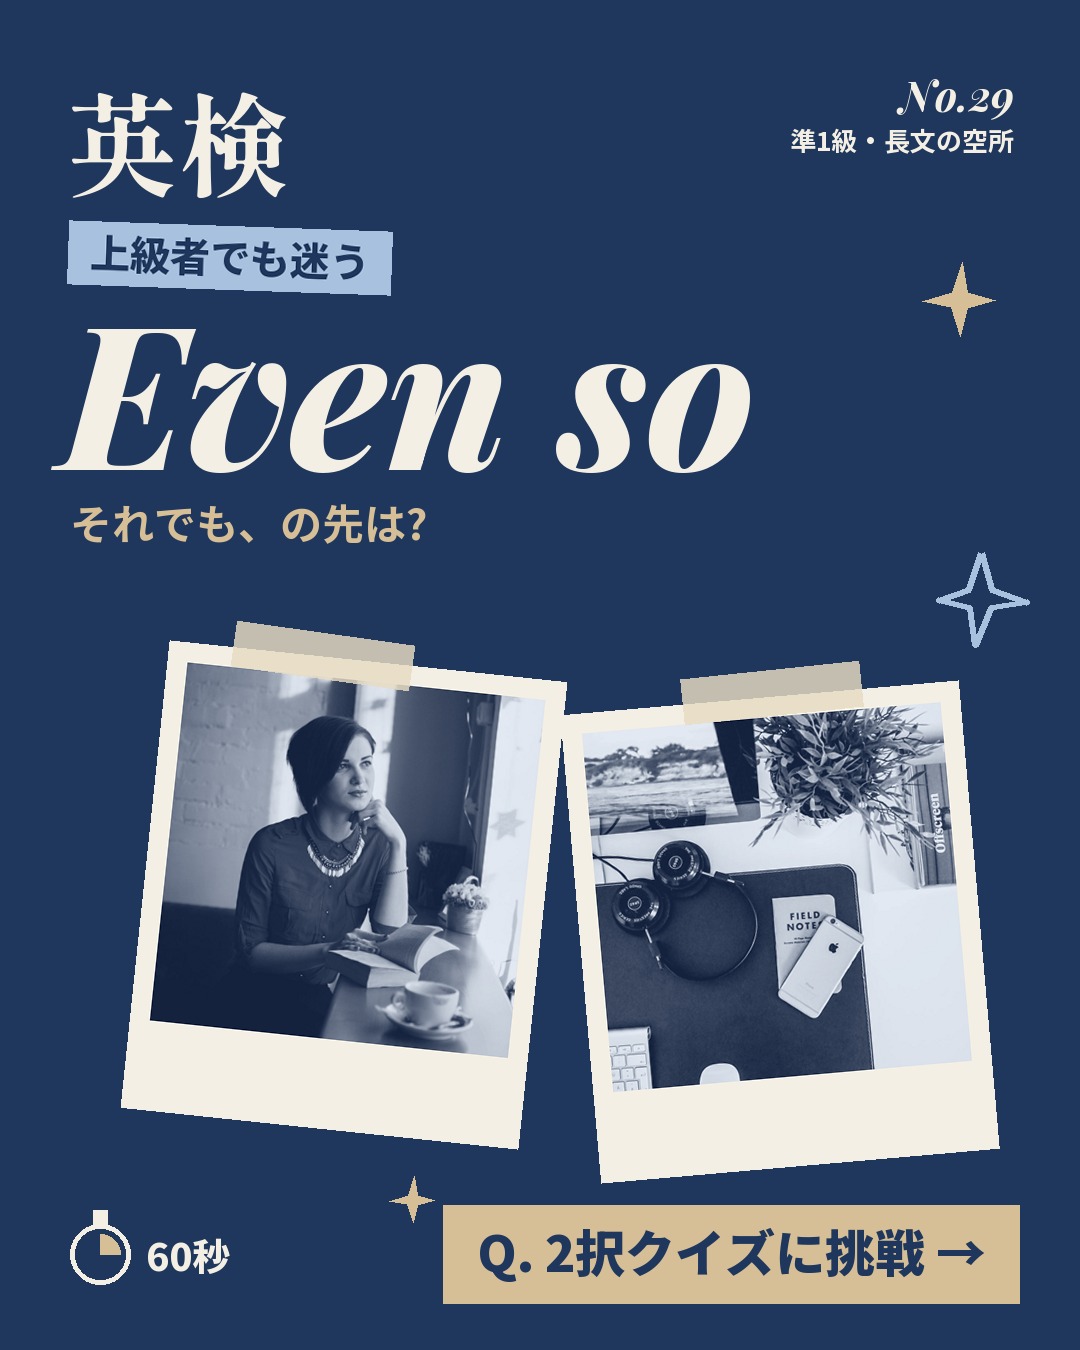 英検
No.29
準1級・長文の空所
上級者でも迷う
Even so
それでも、の先は?
Offscreen
FIELD
NOTES
60秒
Q. 2択クイズに挑戦 →